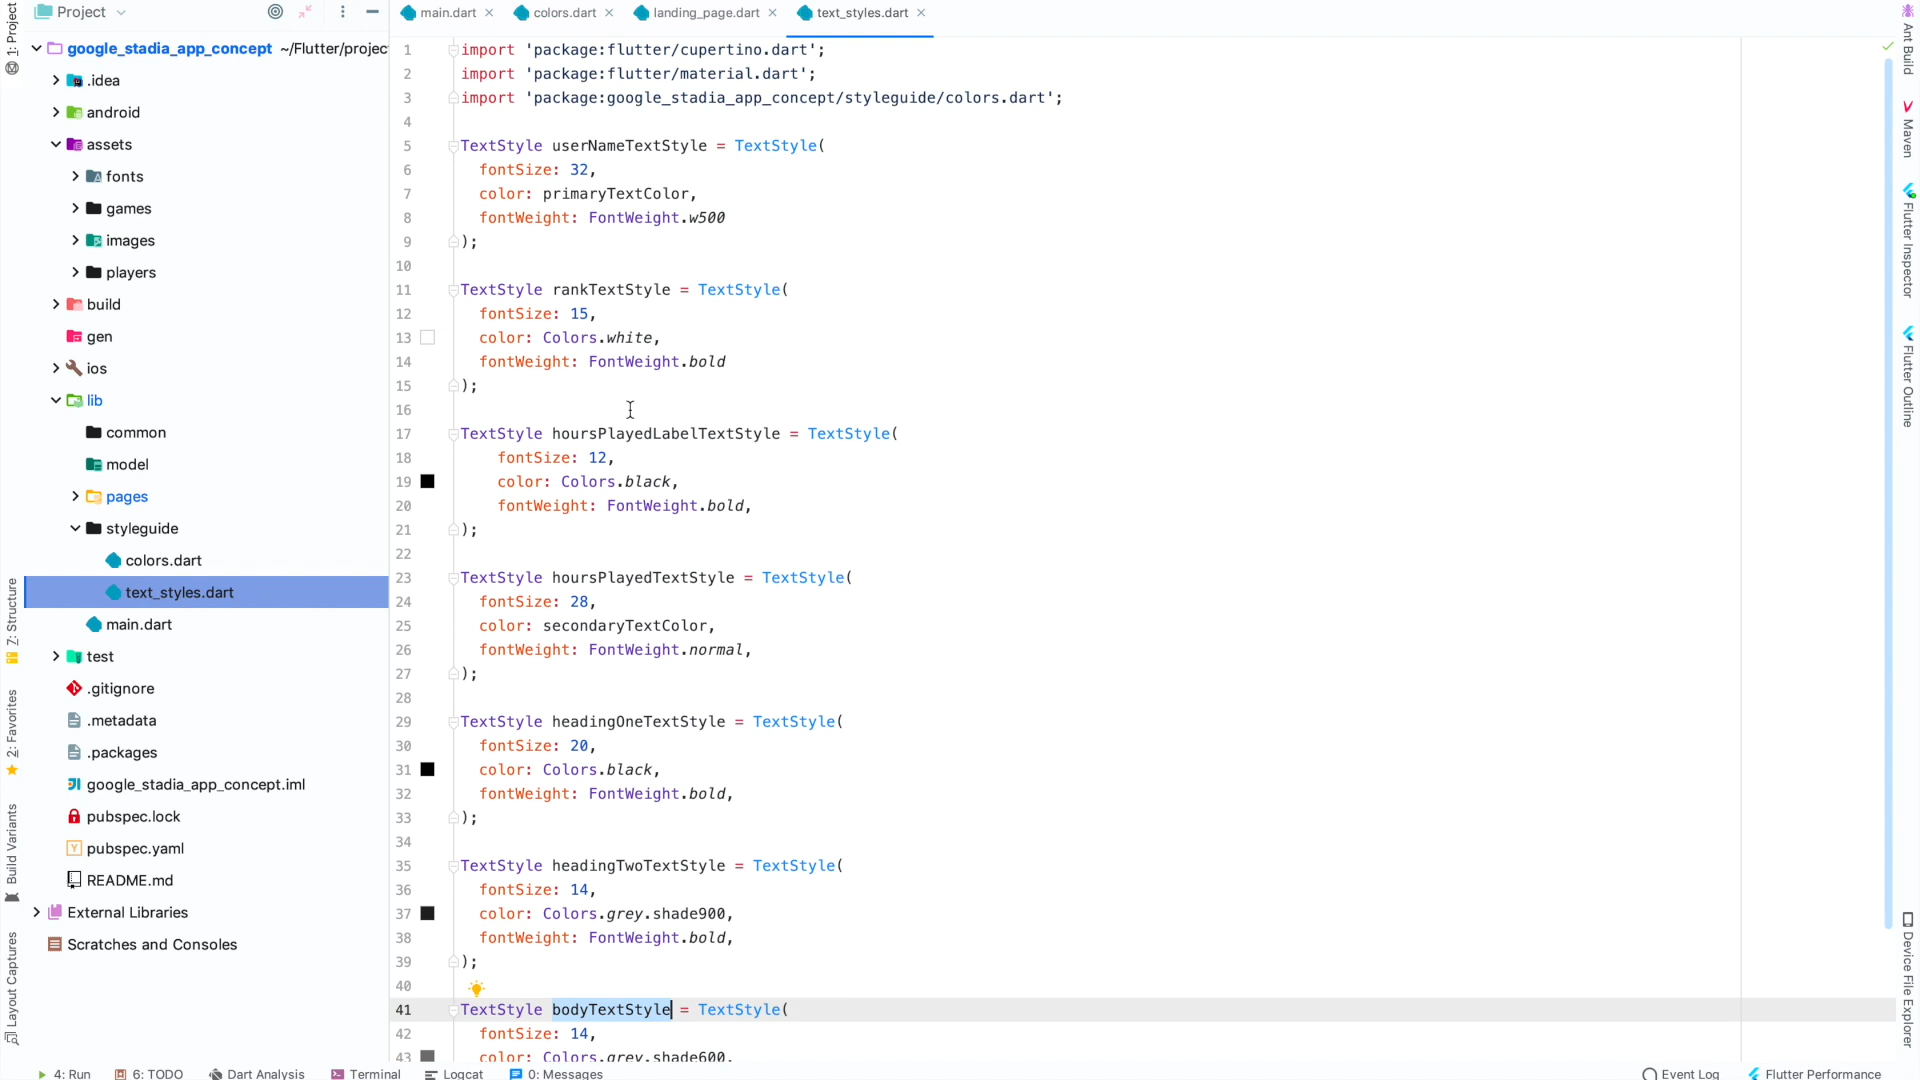 Project
main.dart
colors.dart
landing_page.dart
text_styles.dart
1: Project
google_stadia_app_concept ~/Flutter/projec
.idea
android
assets
fonts
games
images
players
build
gen
ios
lib
common
model
pages
styleguide
colors.dart
text_styles.dart
main.dart
test
.gitignore
.metadata
.packages
google_stadia_app_concept.iml
pubspec.lock
pubspec.yaml
README.md
External Libraries
Scratches and Consoles
Z: Structure
2: Favorites
Build Variants
Layout Captures
1 import 'package:flutter/cupertino.dart';
2 import 'package:flutter/material.dart';
3 import 'package:google_stadia_app_concept/styleguide/colors.dart';
4
5 TextStyle userNameTextStyle = TextStyle(
6 fontSize: 32,
7 color: primaryTextColor,
8 fontWeight: FontWeight.w500
9 );
10
11 TextStyle rankTextStyle = TextStyle(
12 fontSize: 15,
13 color: Colors.white,
14 fontWeight: FontWeight.bold
15 );
16
17 TextStyle hoursPlayedLabelTextStyle = TextStyle(
18 fontSize: 12,
19 color: Colors.black,
20 fontWeight: FontWeight.bold,
21 );
22
23 TextStyle hoursPlayedTextStyle = TextStyle(
24 fontSize: 28,
25 color: secondaryTextColor,
26 fontWeight: FontWeight.normal,
27 );
28
29 TextStyle headingOneTextStyle = TextStyle(
30 fontSize: 20,
31 color: Colors.black,
32 fontWeight: FontWeight.bold,
33 );
34
35 TextStyle headingTwoTextStyle = TextStyle(
36 fontSize: 14,
37 color: Colors.grey.shade900,
38 fontWeight: FontWeight.bold,
39 );
40
41 TextStyle bodyTextStyle = TextStyle(
42 fontSize: 14,
43 color: Colors.grey.shade600,
Ant Build
Maven
Flutter Inspector
Flutter Outline
Device File Explorer
4: Run
6: TODO
Dart Analysis
Terminal
Logcat
0: Messages
Event Log
Flutter Performance